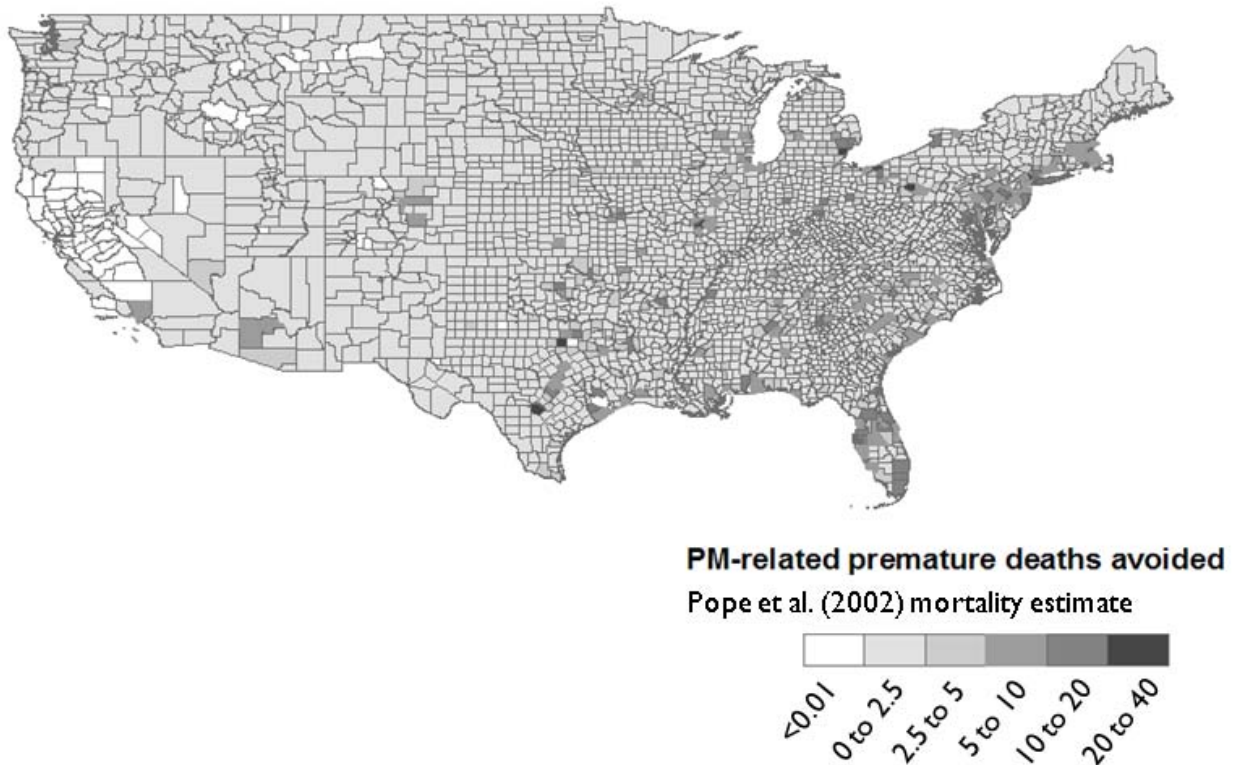 PM-related premature deaths avoided
Pope et al. (2002) mortality estimate
<0.01
0 to 2.5
2.5 to 5
5 to 10
10 to 20
20 to 40